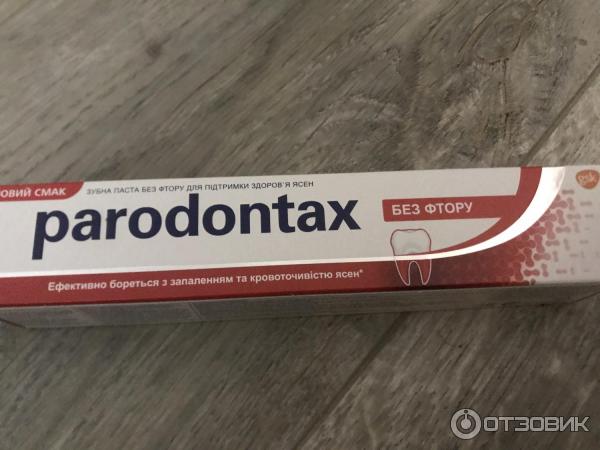 ОВИЙ СМАК
ЗУБНА ПАСТА БЕЗ ФТОРУ ДЛЯ ПІДТРИМКИ ЗДОРОВ'Я ЯСЕН
parodontax
БЕЗ ФТОРУ
gsk
Ефективно бореться з запаленням та кровоточивістю ясен*
ОТЗОВИК